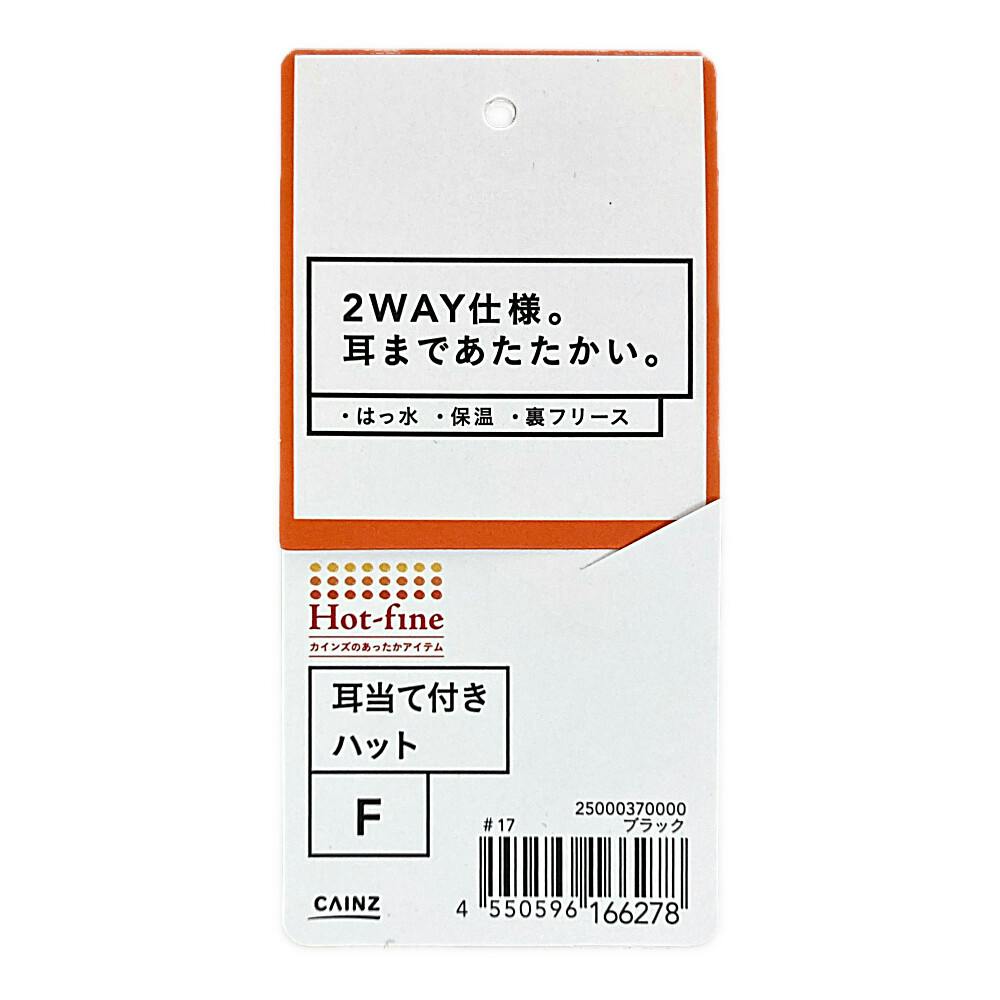 2WAY仕様。
耳まであたたかい。
・はっ水 ・保温 ・裏フリース
Hot-fine
カインズのあったかアイテム
耳当て付き
ハット
F
25000370000
#17 ブラック
CAINZ
4 550596 166278